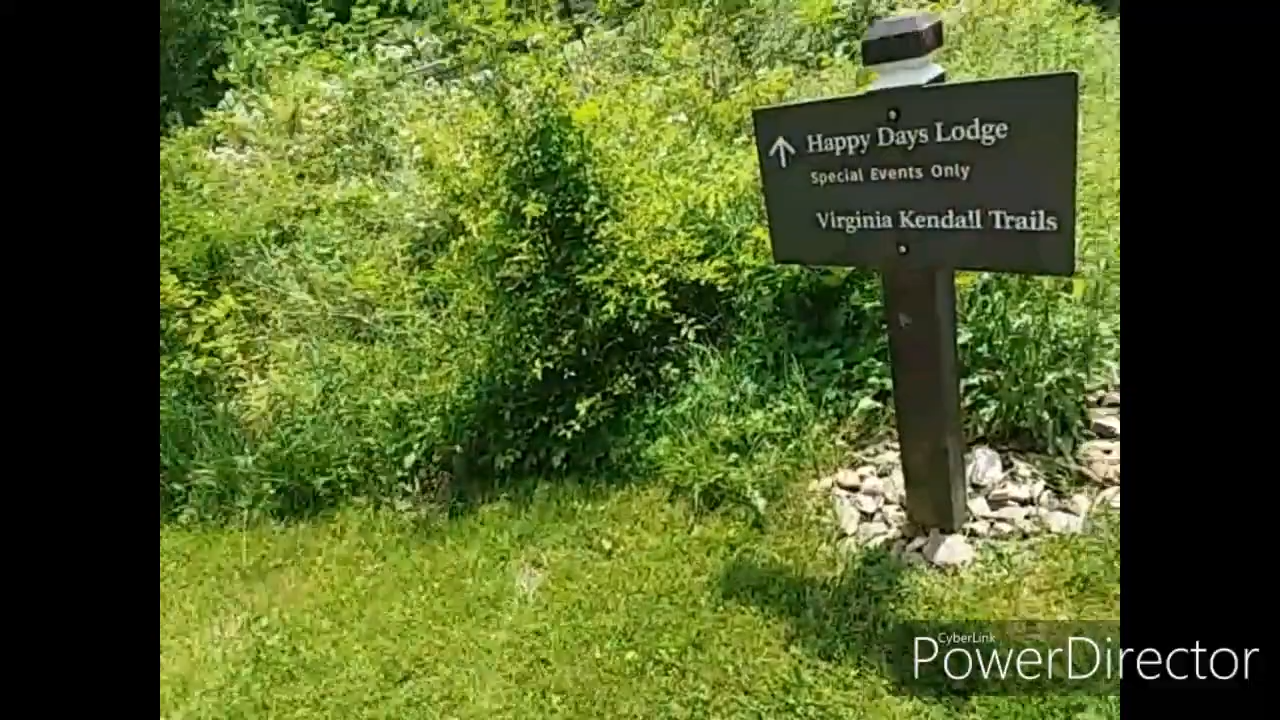 Happy Days Lodge
Special Events Only
Virginia Kendall Trails
CyberLink
PowerDirector